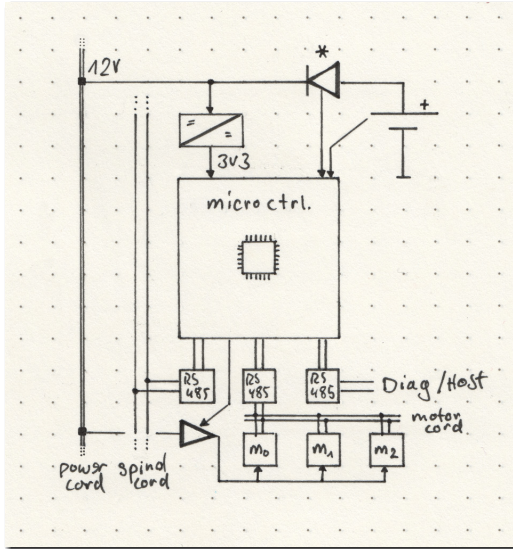 *
12V
+
=
=
3V3
micro ctrl.
RS
485
RS
485
RS
485
Diag/Host
motor
cord
m0
m1
m2
power
cord
spinal
cord